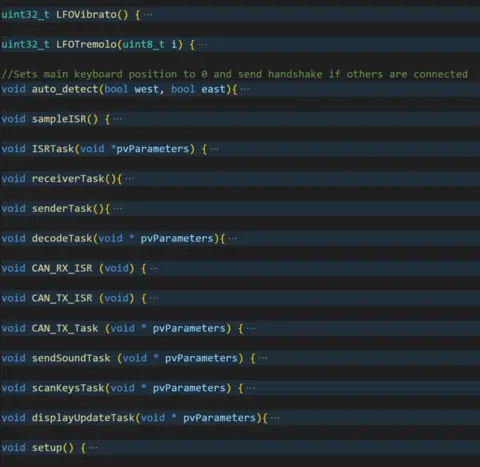 uint32_t LFOVibrato() {···
uint32_t LFOTremolo(uint8_t i) {···
//Sets main keyboard position to 0 and send handshake if others are connected
void auto_detect(bool west, bool east){···
void sampleISR() {···
void ISRTask(void *pvParameters) {···
void receiverTask(){···
void senderTask(){···
void decodeTask(void * pvParameters){···
void CAN_RX_ISR (void) {···
void CAN_TX_ISR (void) {···
void CAN_TX_Task (void * pvParameters) {···
void sendSoundTask (void * pvParameters) {···
void scanKeysTask(void * pvParameters) {···
void displayUpdateTask(void * pvParameters){···
void setup() {···